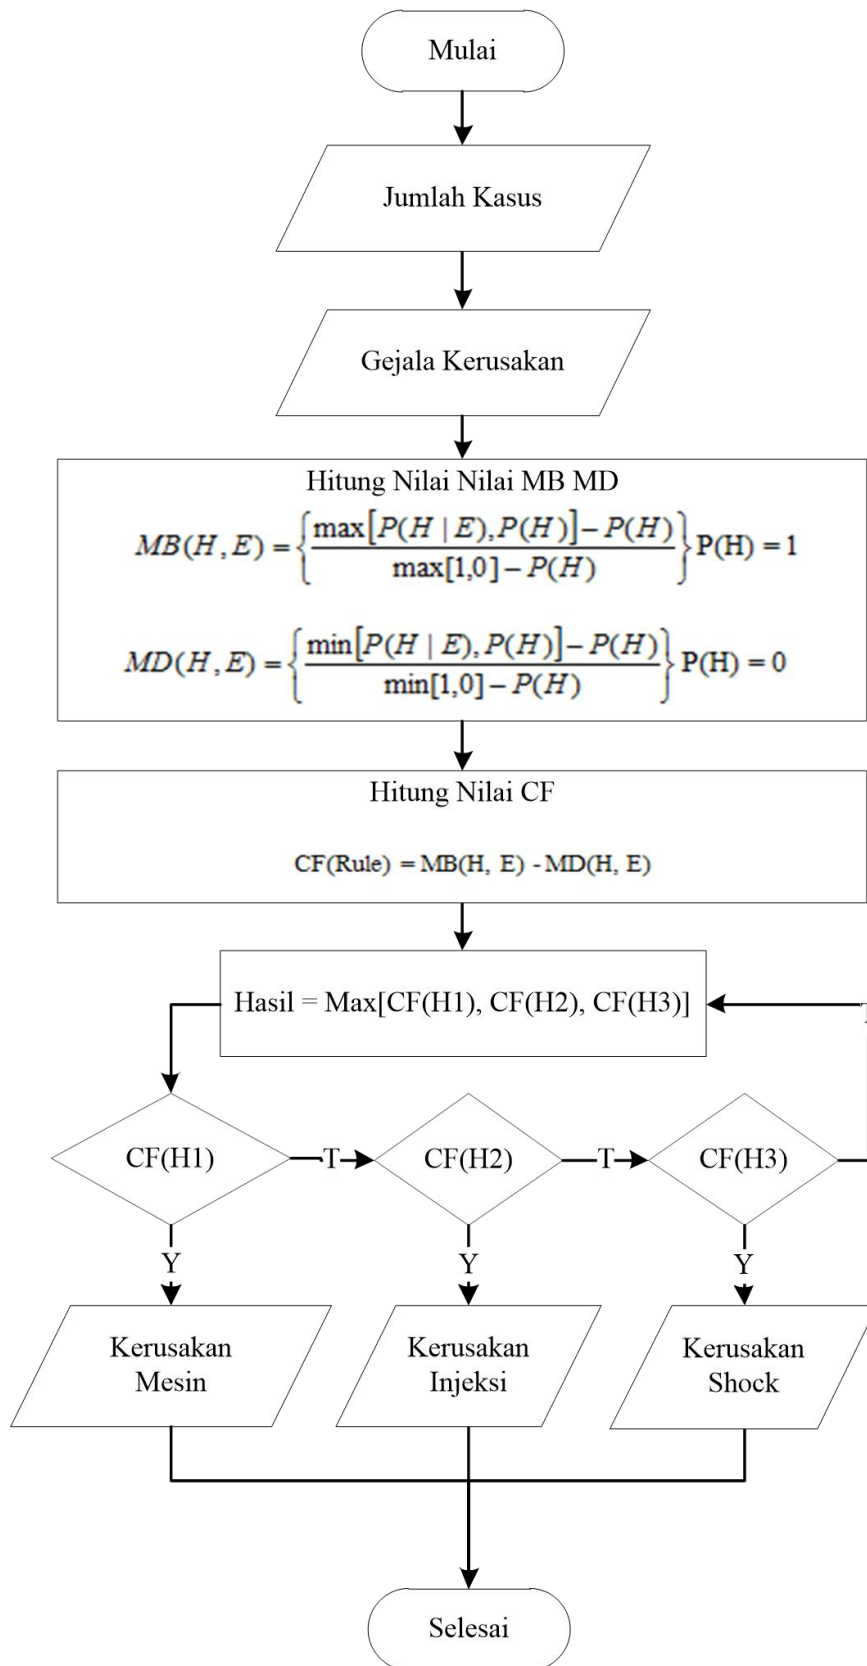 Mulai
Jumlah Kasus
Gejala Kerusakan
Hitung Nilai Nilai MB MD
MB(H,E) = {max[P(H | E),P(H)]− P(H) / max[1,0]− P(H)} P(H) = 1
MD(H,E) = {min[P(H | E),P(H)]− P(H) / min[1,0]− P(H)} P(H) = 0
Hitung Nilai CF
CF(Rule) = MB(H, E) - MD(H, E)
Hasil = Max[CF(H1), CF(H2), CF(H3)]
T
CF(H1)
T
CF(H2)
T
CF(H3)
Y
Y
Y
Kerusakan
Mesin
Kerusakan
Injeksi
Kerusakan
Shock
Selesai